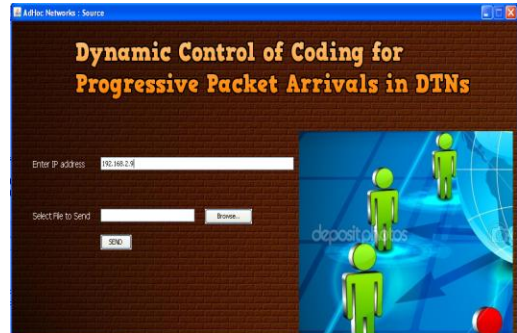 AdHoc Networks : Source
Dynamic Control of Coding for
Progressive Packet Arrivals in DTNs
Enter IP address 192.168.2.9
Select File to Send Browse...
SEND
depositphotos